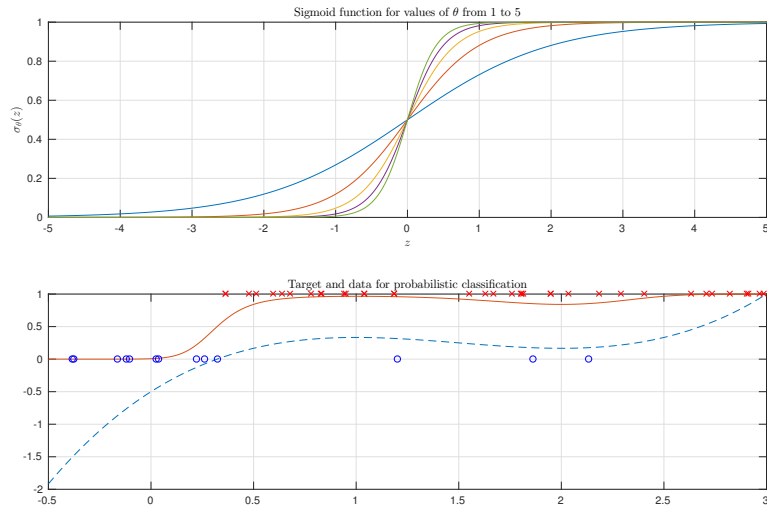 Sigmoid function for values of θ from 1 to 5
1
0.8
0.6
0.4
0.2
0
σθ(z)
-5 -4 -3 -2 -1 0 1 2 3 4 5
z
Target and data for probabilistic classification
1
0.5
0
-0.5
-1
-1.5
-2
-0.5 0 0.5 1 1.5 2 2.5 3